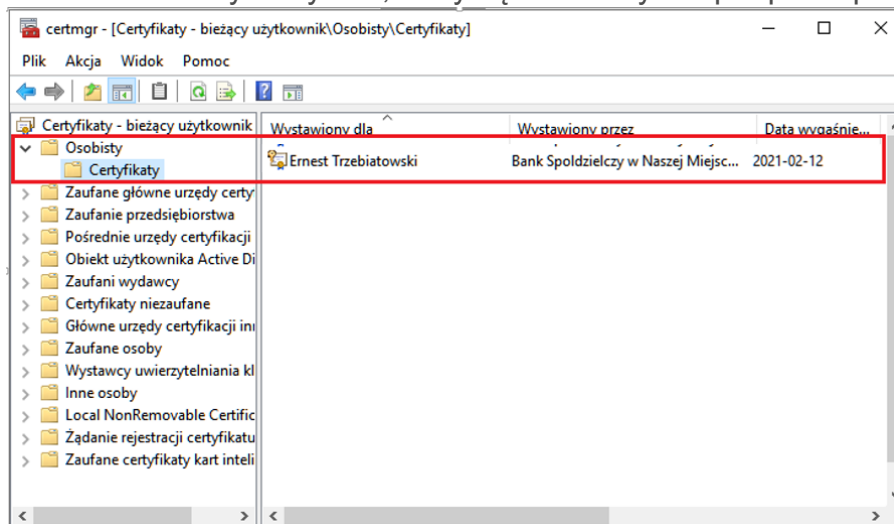 certmgr - [Certyfikaty - bieżący użytkownik\Osobisty\Certyfikaty]
Plik Akcja Widok Pomoc
Certyfikaty - bieżący użytkownik
Wystawiony dla Wystawiony przez Data wygaśnie...
Osobisty
Certyfikaty
Ernest Trzebiatowski Bank Spoldzielczy w Naszej Miejsc... 2021-02-12
Zaufane główne urzędy certy
Zaufanie przedsiębiorstwa
Pośrednie urzędy certyfikacji
Obiekt użytkownika Active Di
Zaufani wydawcy
Certyfikaty niezaufane
Główne urzędy certyfikacji in
Zaufane osoby
Wystawcy uwierzytelniania kl
Inne osoby
Local NonRemovable Certific
Żądanie rejestracji certyfikatu
Zaufane certyfikaty kart inteli